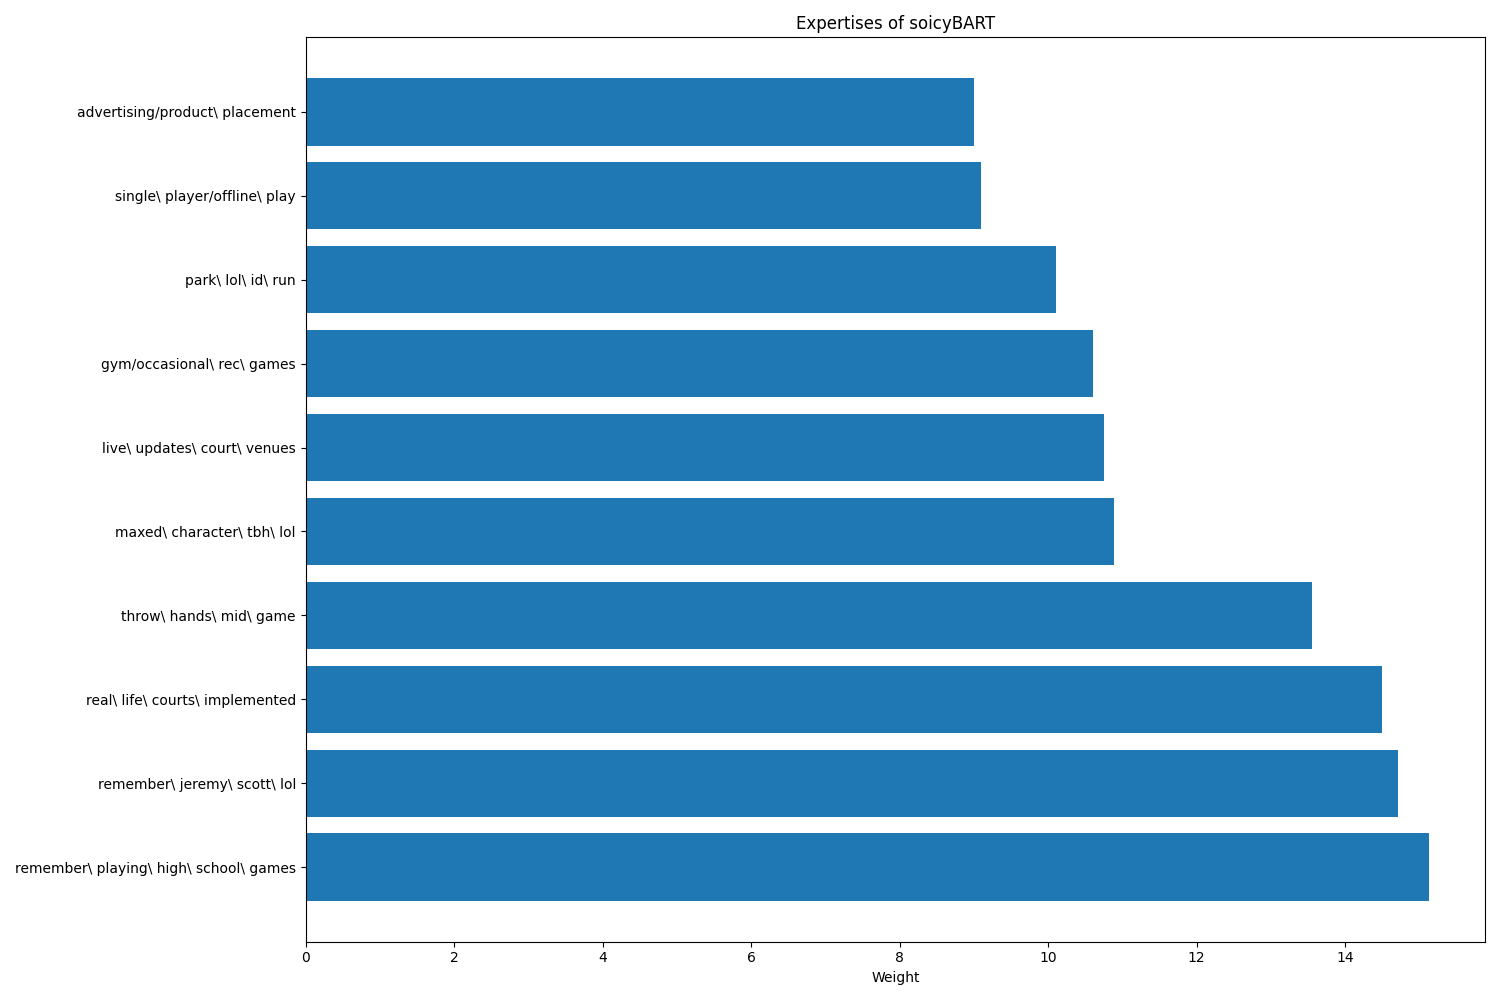 Expertises of soicyBART
advertising/product\ placement
single\ player/offline\ play
park\ lol\ id\ run
gym/occasional\ rec\ games
live\ updates\ court\ venues
maxed\ character\ tbh\ lol
throw\ hands\ mid\ game
real\ life\ courts\ implemented
remember\ jeremy\ scott\ lol
remember\ playing\ high\ school\ games
0 2 4 6 8 10 12 14
Weight